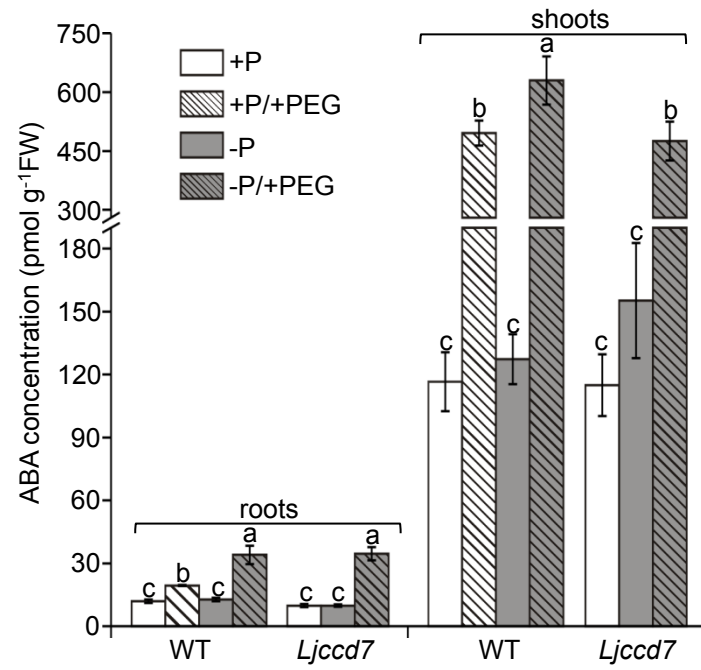 ABA concentration (pmol g⁻¹FW)
750
600
450
300
180
150
120
90
60
30
0
+P
+P/+PEG
-P
-P/+PEG
shoots
roots
c
b
c
a
c
c
a
c
b
c
a
c
c
b
WT
Ljccd7
WT
Ljccd7